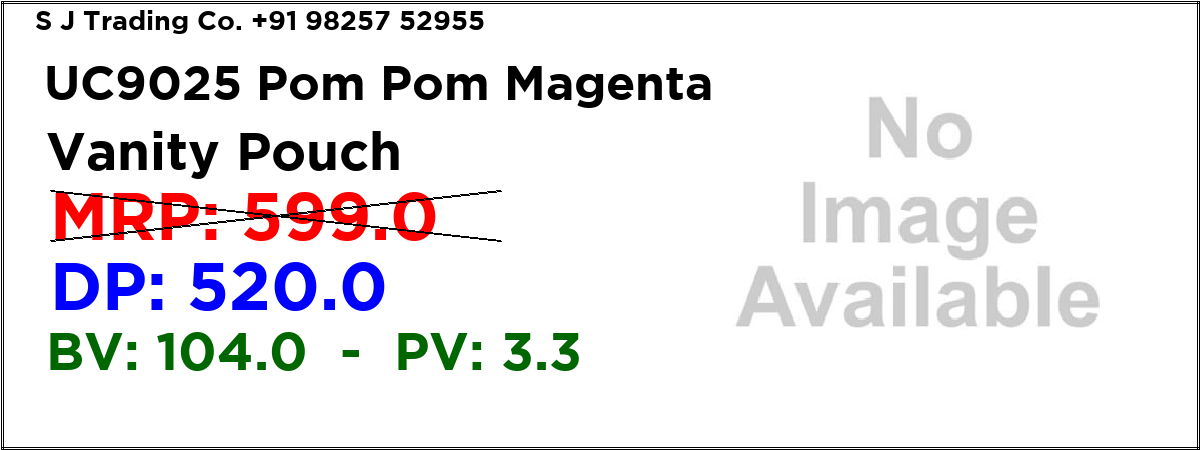 S J Trading Co. +91 98257 52955
UC9025 Pom Pom Magenta
Vanity Pouch
MRP: 599.0
DP: 520.0
BV: 104.0 - PV: 3.3
No
Image
Available